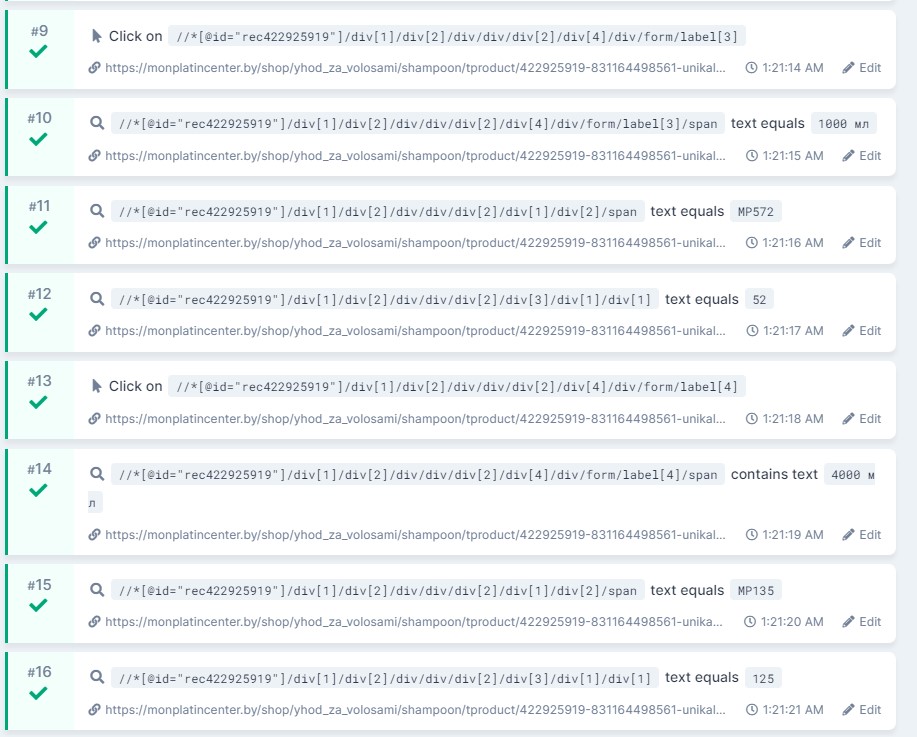 #9
Click on //*[@id="rec422925919"]/div[1]/div[2]/div/div/div[2]/div[4]/div/form/label[3]
https://monplatincenter.by/shop/yhod_za_volosami/shampoon/tproduct/422925919-831164498561-unikal... 1:21:14 AM Edit
#10
//*[@id="rec422925919"]/div[1]/div[2]/div/div/div[2]/div[4]/div/form/label[3]/span text equals 1000 мл
https://monplatincenter.by/shop/yhod_za_volosami/shampoon/tproduct/422925919-831164498561-unikal... 1:21:15 AM Edit
#11
//*[@id="rec422925919"]/div[1]/div[2]/div/div/div[2]/div[1]/div[2]/span text equals MP572
https://monplatincenter.by/shop/yhod_za_volosami/shampoon/tproduct/422925919-831164498561-unikal... 1:21:16 AM Edit
#12
//*[@id="rec422925919"]/div[1]/div[2]/div/div/div[2]/div[3]/div[1]/div[1] text equals 52
https://monplatincenter.by/shop/yhod_za_volosami/shampoon/tproduct/422925919-831164498561-unikal... 1:21:17 AM Edit
#13
Click on //*[@id="rec422925919"]/div[1]/div[2]/div/div/div[2]/div[4]/div/form/label[4]
https://monplatincenter.by/shop/yhod_za_volosami/shampoon/tproduct/422925919-831164498561-unikal... 1:21:18 AM Edit
#14
//*[@id="rec422925919"]/div[1]/div[2]/div/div/div[2]/div[4]/div/form/label[4]/span contains text 4000 м
л
https://monplatincenter.by/shop/yhod_za_volosami/shampoon/tproduct/422925919-831164498561-unikal... 1:21:19 AM Edit
#15
//*[@id="rec422925919"]/div[1]/div[2]/div/div/div[2]/div[1]/div[2]/span text equals MP135
https://monplatincenter.by/shop/yhod_za_volosami/shampoon/tproduct/422925919-831164498561-unika... 1:21:20 AM Edit
#16
//*[@id="rec422925919"]/div[1]/div[2]/div/div/div[2]/div[3]/div[1]/div[1] text equals 125
https://monplatincenter.by/shop/yhod_za_volosami/shampoon/tproduct/422925919-831164498561-unikal... 1:21:21 AM Edit